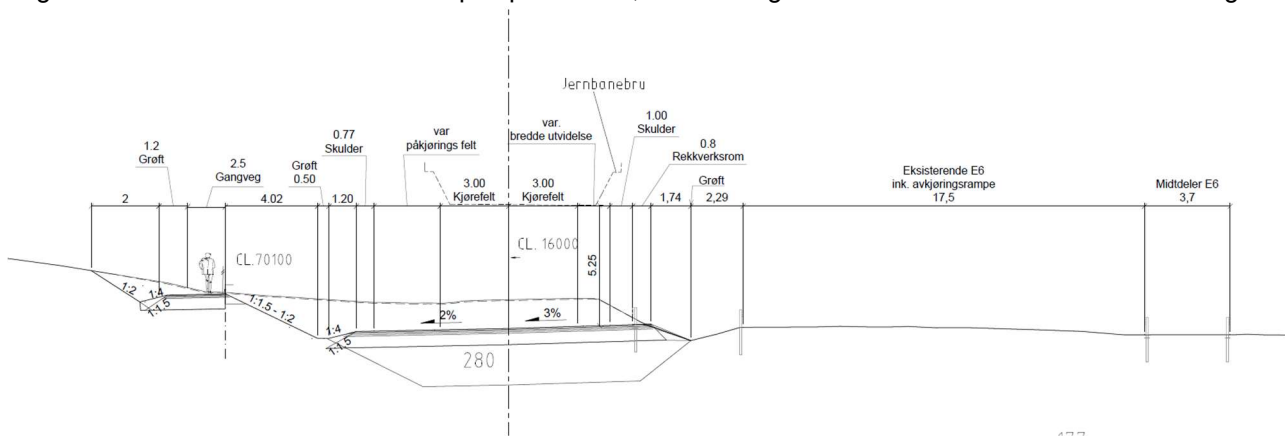 Jernbanebru
1.2
Grøft
2.5
Gangveg
Grøft
0.50
0.77
Skulder
var
påkjørings felt
var.
bredde utvidelse
1.00
Skulder
0.8
Rekkverksrom
Grøft
Eksisterende E6
ink. avkjøringsrampe
Midtdeler E6
2
4.02
1.20
3.00
Kjørefelt
3.00
Kjørefelt
1,74
2,29
17,5
3,7
CL.70100
CL. 16000
5.25
1:2
1:4
1:1.5
1:1.5 - 1:2
1:4
1:1.5
2%
3%
280